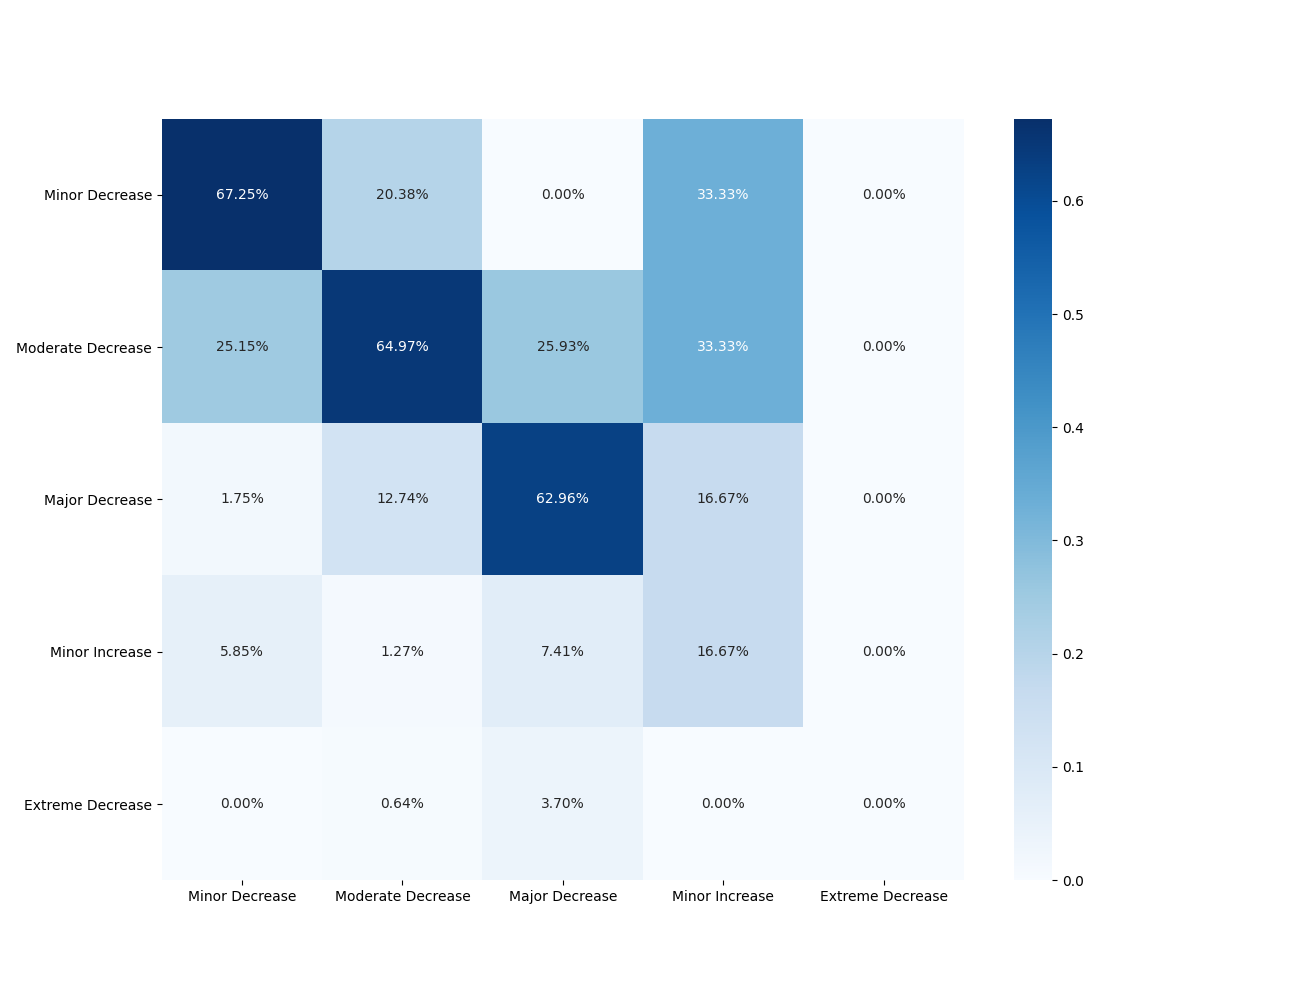 Minor Decrease 67.25% 20.38% 0.00% 33.33% 0.00%
Moderate Decrease 25.15% 64.97% 25.93% 33.33% 0.00%
Major Decrease 1.75% 12.74% 62.96% 16.67% 0.00%
Minor Increase 5.85% 1.27% 7.41% 16.67% 0.00%
Extreme Decrease 0.00% 0.64% 3.70% 0.00% 0.00%
Minor Decrease Moderate Decrease Major Decrease Minor Increase Extreme Decrease
0.6
0.5
0.4
0.3
0.2
0.1
0.0